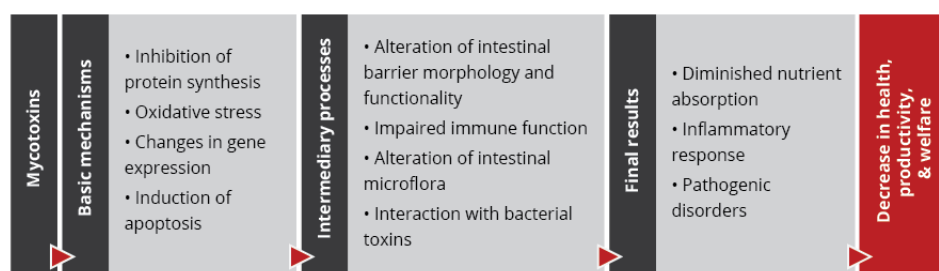 Mycotoxins
Basic mechanisms
• Inhibition of
protein synthesis
• Oxidative stress
• Changes in gene
expression
• Induction of
apoptosis
Intermediary processes
• Alteration of intestinal
barrier morphology and
functionality
• Impaired immune function
• Alteration of intestinal
microflora
• Interaction with bacterial
toxins
Final results
• Diminished nutrient
absorption
• Inflammatory
response
• Pathogenic
disorders
Decrease in health,
productivity,
& welfare